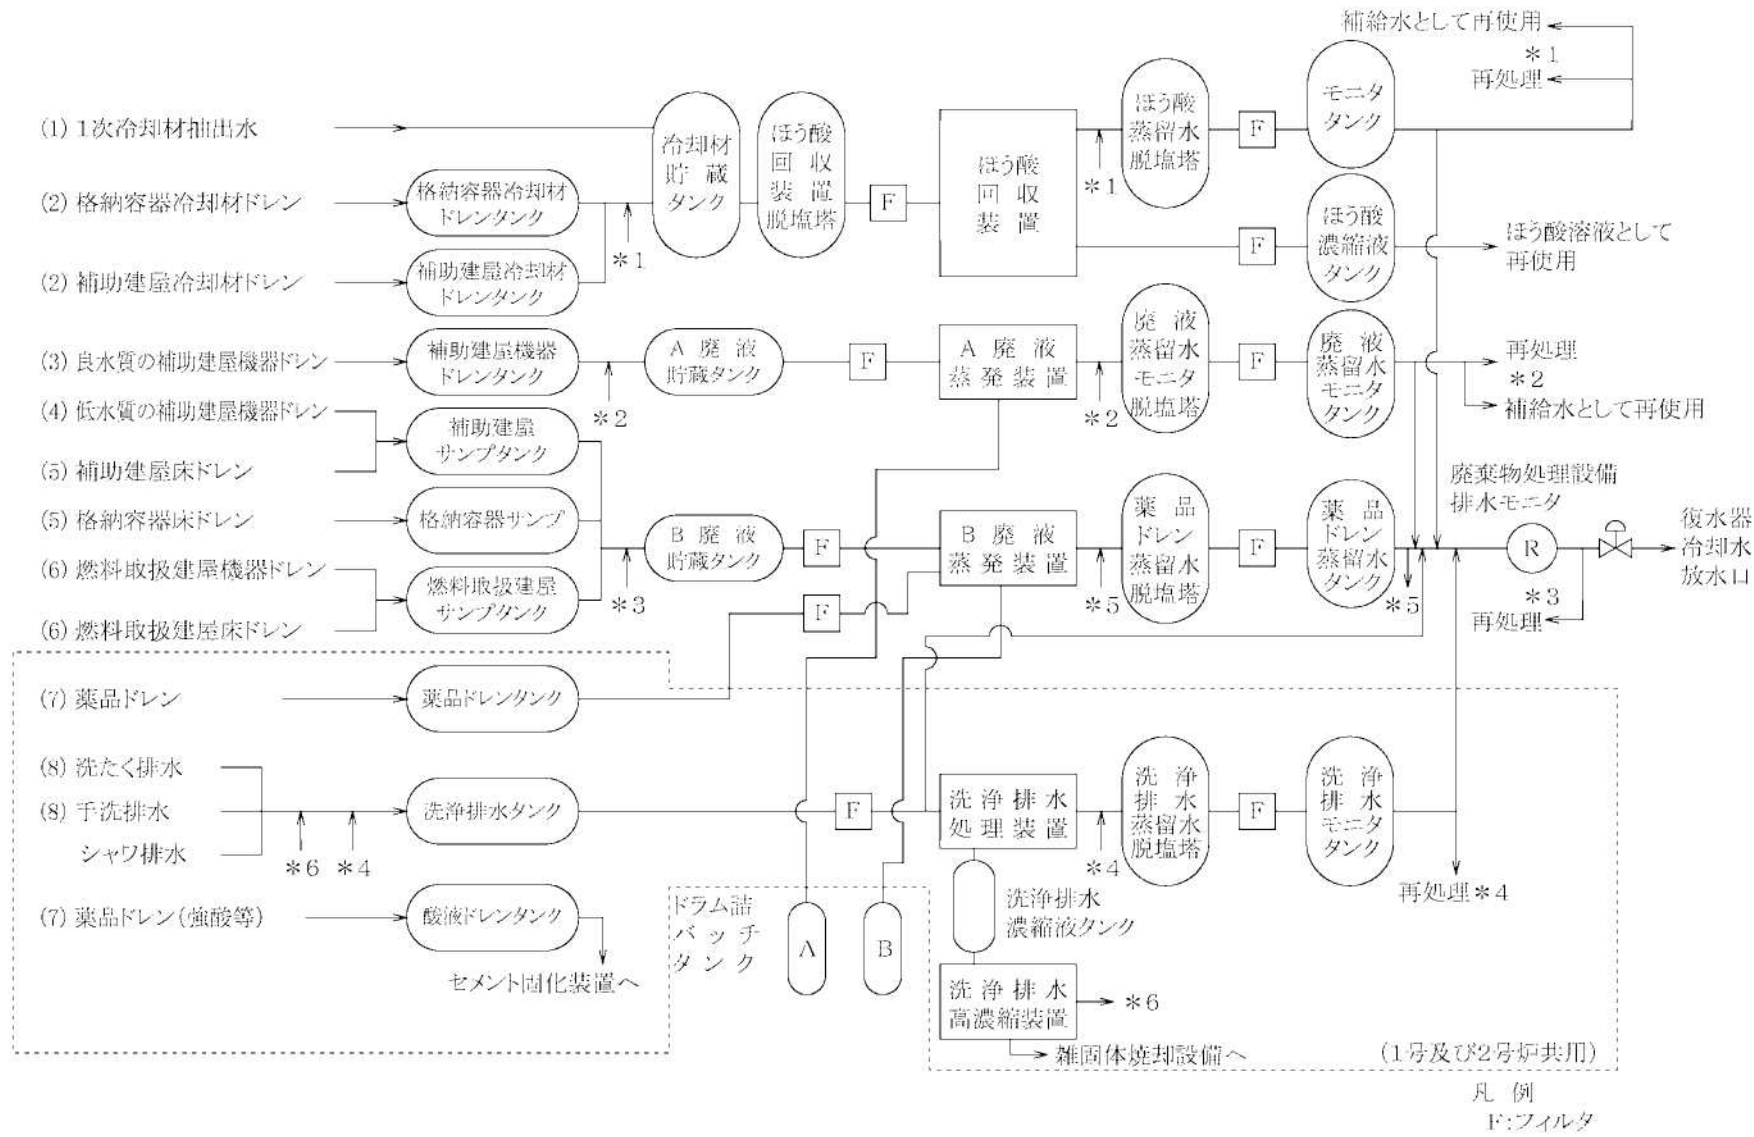 補給水として再使用
＊1
再処理
(1) 1次冷却材抽出水
冷却材
貯蔵
タンク
ほう酸
回収
装置
脱塩塔
F
ほう酸
回収
装置
＊1
ほう酸
蒸留水
脱塩塔
F
モニタ
タンク
(2) 格納容器冷却材ドレン
格納容器冷却材
ドレンタンク
＊1
(2) 補助建屋冷却材ドレン
補助建屋冷却材
ドレンタンク
F
ほう酸
濃縮液
タンク
ほう酸溶液として
再使用
(3) 良水質の補助建屋機器ドレン
補助建屋機器
ドレンタンク
＊2
A廃液
貯蔵タンク
F
A廃液
蒸発装置
＊2
廃液
蒸留水
モニタ
脱塩塔
F
廃液
蒸留水
モニタ
タンク
再処理
＊2
補給水として再使用
(4) 低水質の補助建屋機器ドレン
補助建屋
サンプタンク
(5) 補助建屋床ドレン
(5) 格納容器床ドレン
格納容器サンプ
(6) 燃料取扱建屋機器ドレン
燃料取扱建屋
サンプタンク
(6) 燃料取扱建屋床ドレン
＊3
B廃液
貯蔵タンク
F
F
B廃液
蒸発装置
＊5
薬品
ドレン
蒸留水
脱塩塔
F
薬品
ドレン
蒸留水
タンク
＊5
廃棄物処理設備
排水モニタ
R
＊3
再処理
復水器
冷却水
放水口
(7) 薬品ドレン
薬品ドレンタンク
(8) 洗たく排水
(8) 手洗排水
シャワ排水
＊6
＊4
洗浄排水タンク
F
洗浄排水
処理装置
＊4
洗浄
排水
蒸留水
脱塩塔
F
洗浄
排水
モニタ
タンク
再処理＊4
(7) 薬品ドレン(強酸等)
酸液ドレンタンク
セメント固化装置へ
ドラム詰
バッチ
タンク
A
B
洗浄排水
濃縮液タンク
洗浄排水
高濃縮装置
＊6
雑固体焼却設備へ
(1号及び2号炉共用)
凡例
F:フィルタ